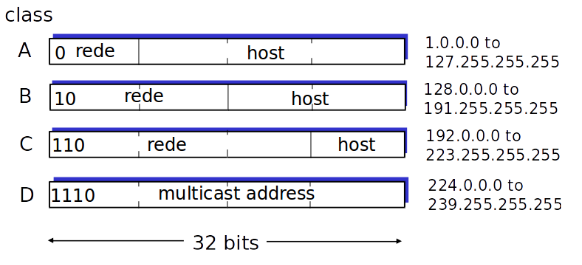 class
A 0 rede host 1.0.0.0 to
127.255.255.255
B 10 rede host 128.0.0.0 to
191.255.255.255
C 110 rede host 192.0.0.0 to
223.255.255.255
D 1110 multicast address 224.0.0.0 to
239.255.255.255
32 bits